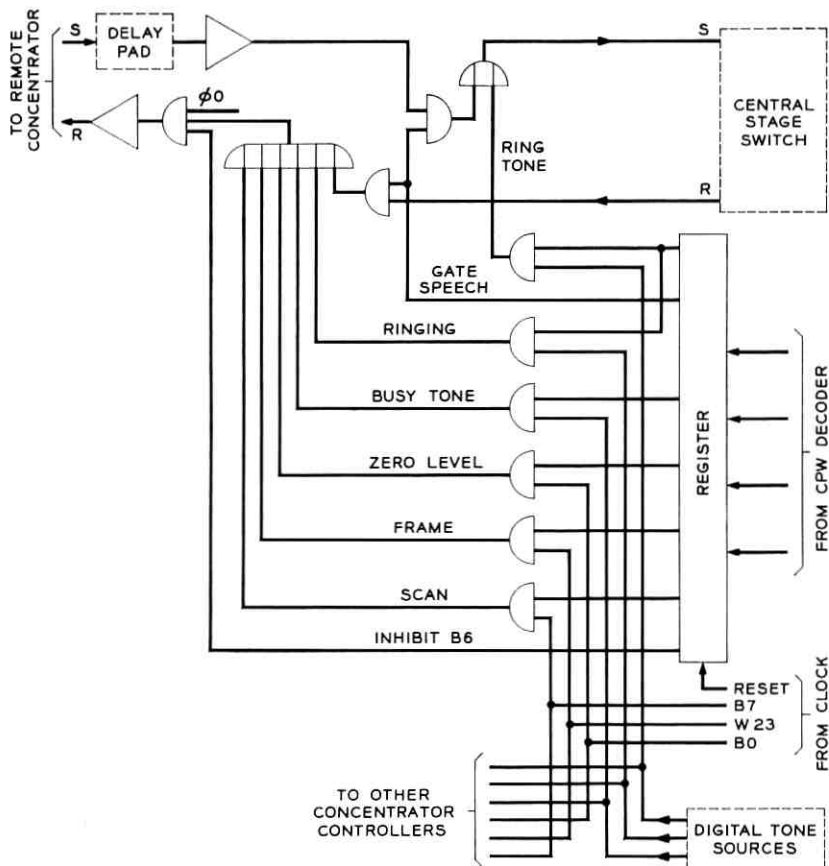 TO REMOTE
CONCENTRATOR
S
DELAY
PAD
R
ϕ0
S
R
RING
TONE
CENTRAL
STAGE
SWITCH
GATE
SPEECH
RINGING
BUSY TONE
ZERO LEVEL
FRAME
SCAN
INHIBIT B6
REGISTER
FROM CPW DECODER
RESET
B7
W23
B0
FROM CLOCK
TO OTHER
CONCENTRATOR
CONTROLLERS
DIGITAL TONE
SOURCES